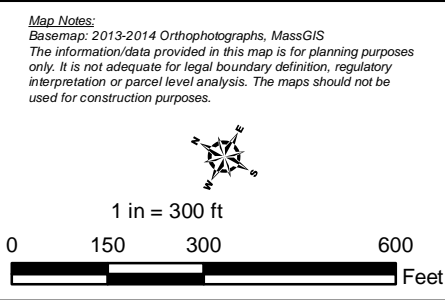 Map Notes:
Basemap: 2013-2014 Orthophotographs, MassGIS
The information/data provided in this map is for planning purposes
only. It is not adequate for legal boundary definition, regulatory
interpretation or parcel level analysis. The maps should not be
used for construction purposes.
N E
W S
1 in = 300 ft
0 150 300 600
Feet